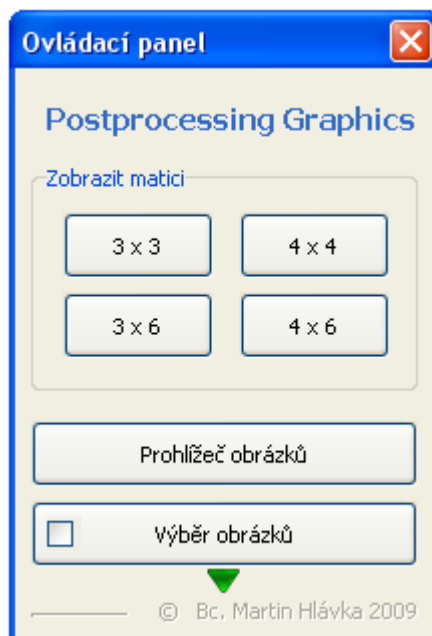 Ovládací panel
Postprocessing Graphics
Zobrazit matici
3 x 3 4 x 4
3 x 6 4 x 6
Prohlížeč obrázků
Výběr obrázků
© Bc. Martin Hlávka 2009